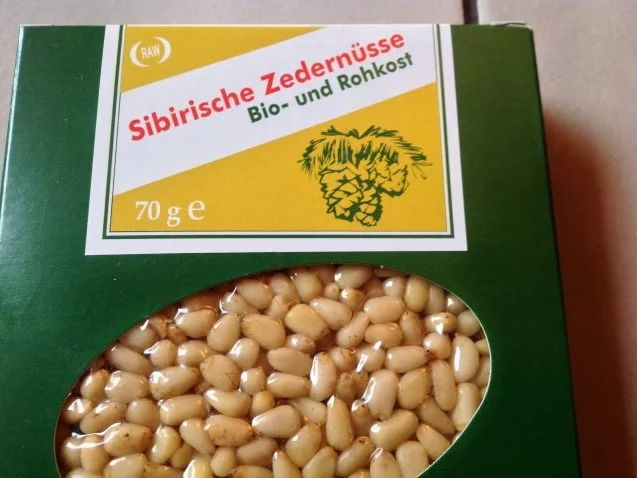 RAW
Sibirische Zedernüsse
Bio- und Rohkost
70 g e